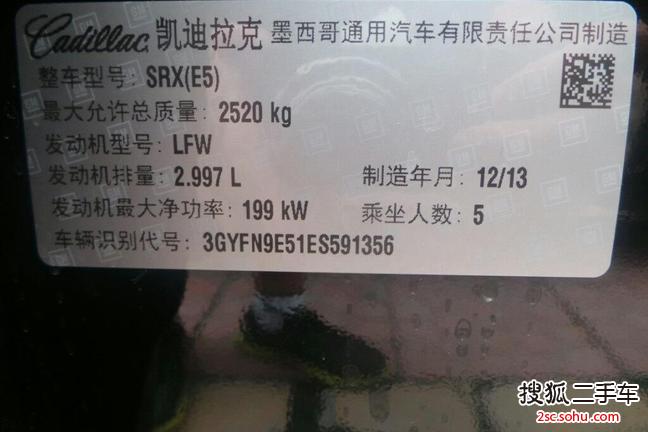 Cadillac 凯迪拉克 墨西哥通用汽车有限责任公司制造
整车型号：SRX(E5)
最大允许总质量：2520 kg
发动机型号：LFW
发动机排量：2.997 L 制造年月：12/13
发动机最大净功率：199 kW 乘坐人数：5
车辆识别代号：3GYFN9E51ES591356
搜狐 二手车
2sc.sohu.com